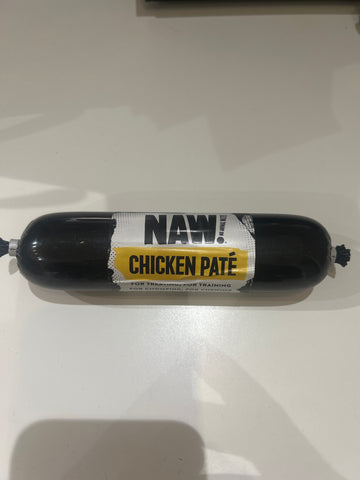 NAW!
CHICKEN PATÉ
FOR TREATING, FOR TRAINING